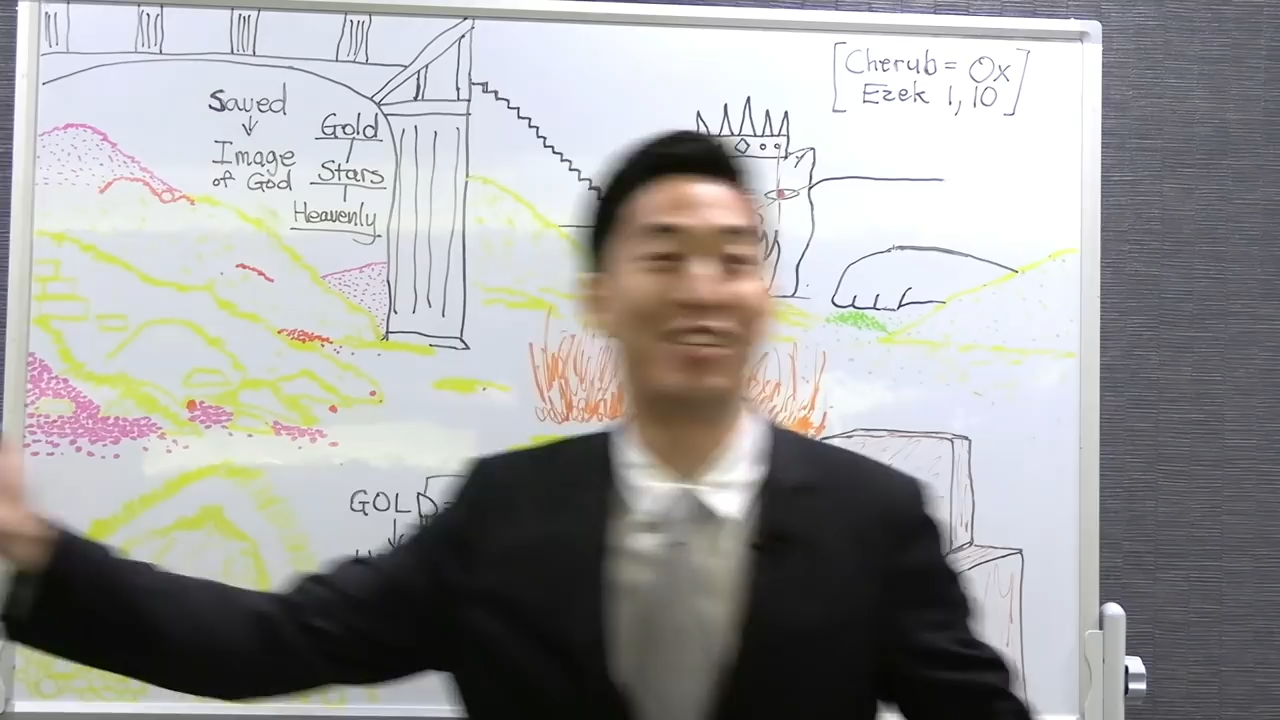 Saved
Image
of God
Gold
Stars
Heavenly
[Cherub = Ox
Ezek 1, 10]
GOLD